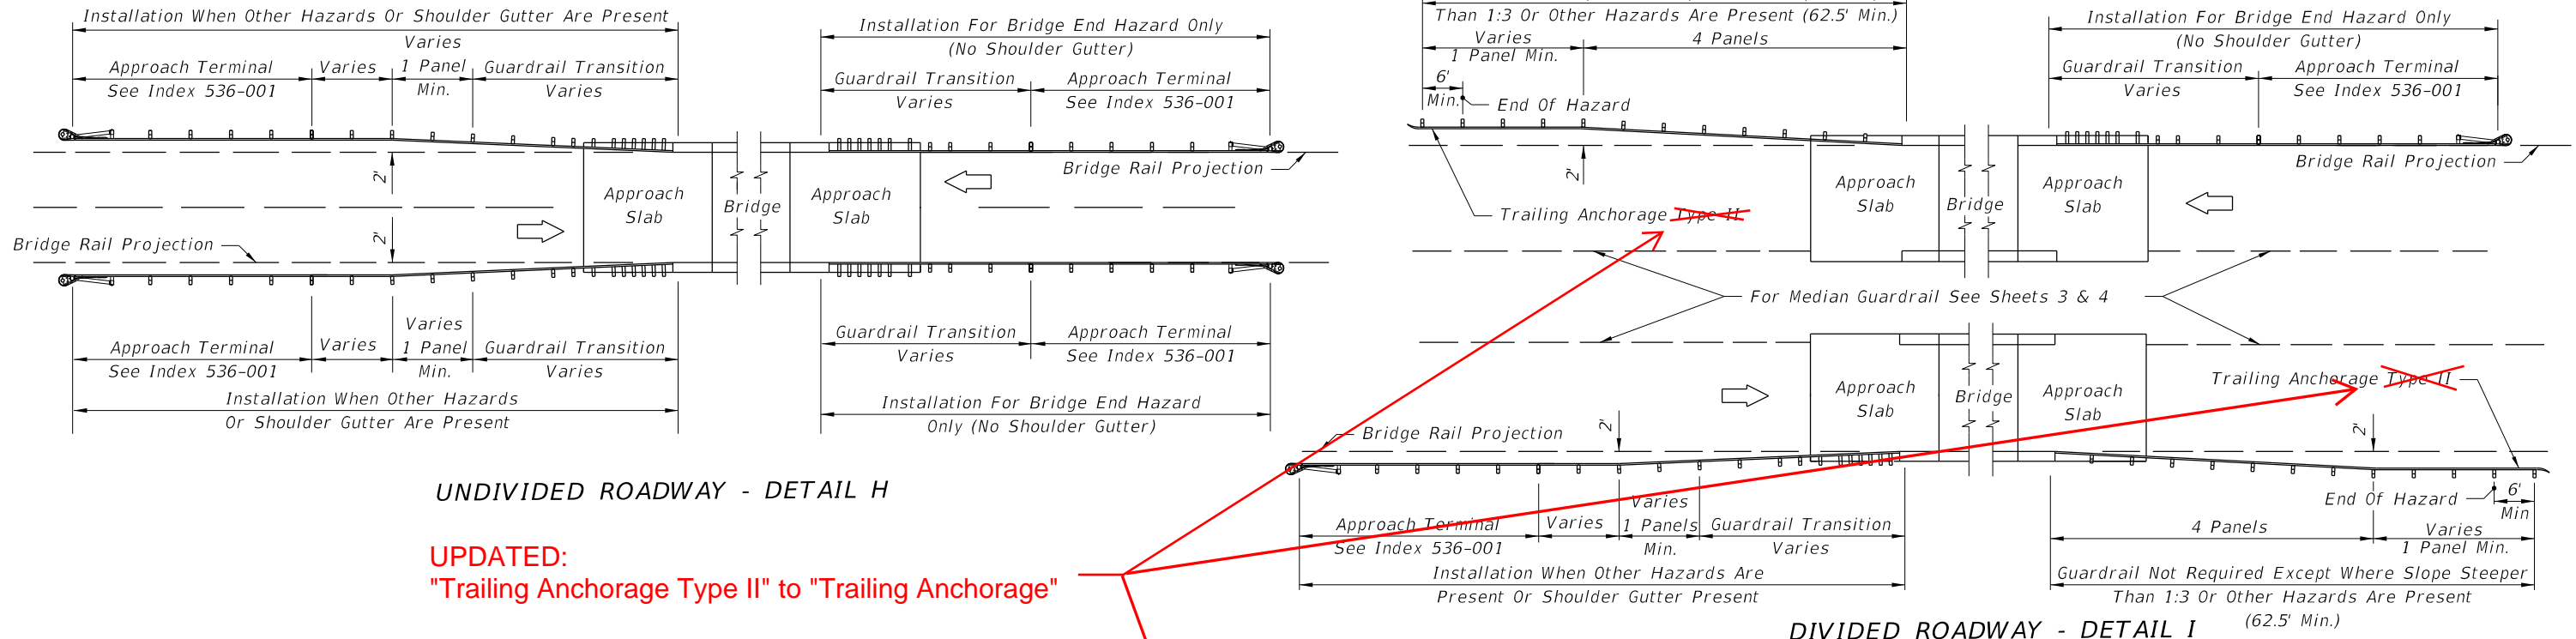 Installation When Other Hazards Or Shoulder Gutter Are Present
Varies
Approach Terminal
Varies
1 Panel
Guardrail Transition
See Index 536-001
Min.
Varies
Installation For Bridge End Hazard Only
(No Shoulder Gutter)
Guardrail Transition
Approach Terminal
Varies
See Index 536-001
2'
Bridge Rail Projection
Approach
Slab
Bridge
Approach
Slab
2'
Bridge Rail Projection
Approach Terminal
See Index 536-001
Varies
Varies
1 Panel
Min.
Guardrail Transition
Varies
Installation When Other Hazards
Or Shoulder Gutter Are Present
Guardrail Transition
Varies
Approach Terminal
See Index 536-001
Installation For Bridge End Hazard
Only (No Shoulder Gutter)
UNDIVIDED ROADWAY - DETAIL H
UPDATED:
"Trailing Anchorage Type II" to "Trailing Anchorage"
Than 1:3 Or Other Hazards Are Present (62.5' Min.)
Varies
1 Panel Min.
4 Panels
6'
Min.
End Of Hazard
Installation For Bridge End Hazard Only
(No Shoulder Gutter)
Guardrail Transition
Varies
Approach Terminal
See Index 536-001
Bridge Rail Projection
2'
Trailing Anchorage Type II
Approach
Slab
Bridge
Approach
Slab
For Median Guardrail See Sheets 3 & 4
Trailing Anchorage Type II
Approach
Slab
Bridge
Approach
Slab
Bridge Rail Projection
2'
2'
End Of Hazard
6'
Min
Approach Terminal
See Index 536-001
Varies
Varies
1 Panels
Min.
Guardrail Transition
Varies
Installation When Other Hazards Are
Present Or Shoulder Gutter Present
4 Panels
Varies
1 Panel Min.
Guardrail Not Required Except Where Slope Steeper
Than 1:3 Or Other Hazards Are Present
(62.5' Min.)
DIVIDED ROADWAY - DETAIL I